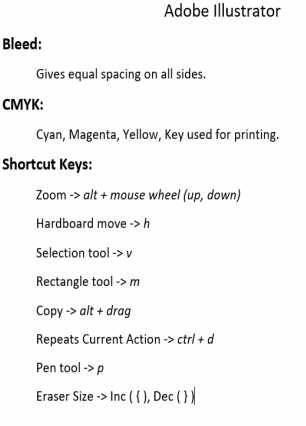 Adobe Illustrator
Bleed:
Gives equal spacing on all sides.
CMYK:
Cyan, Magenta, Yellow, Key used for printing.
Shortcut Keys:
Zoom -> alt + mouse wheel (up, down)
Hardboard move -> h
Selection tool -> v
Rectangle tool -> m
Copy -> alt + drag
Repeats Current Action -> ctrl + d
Pen tool -> p
Eraser Size -> Inc ( { ), Dec ( } )